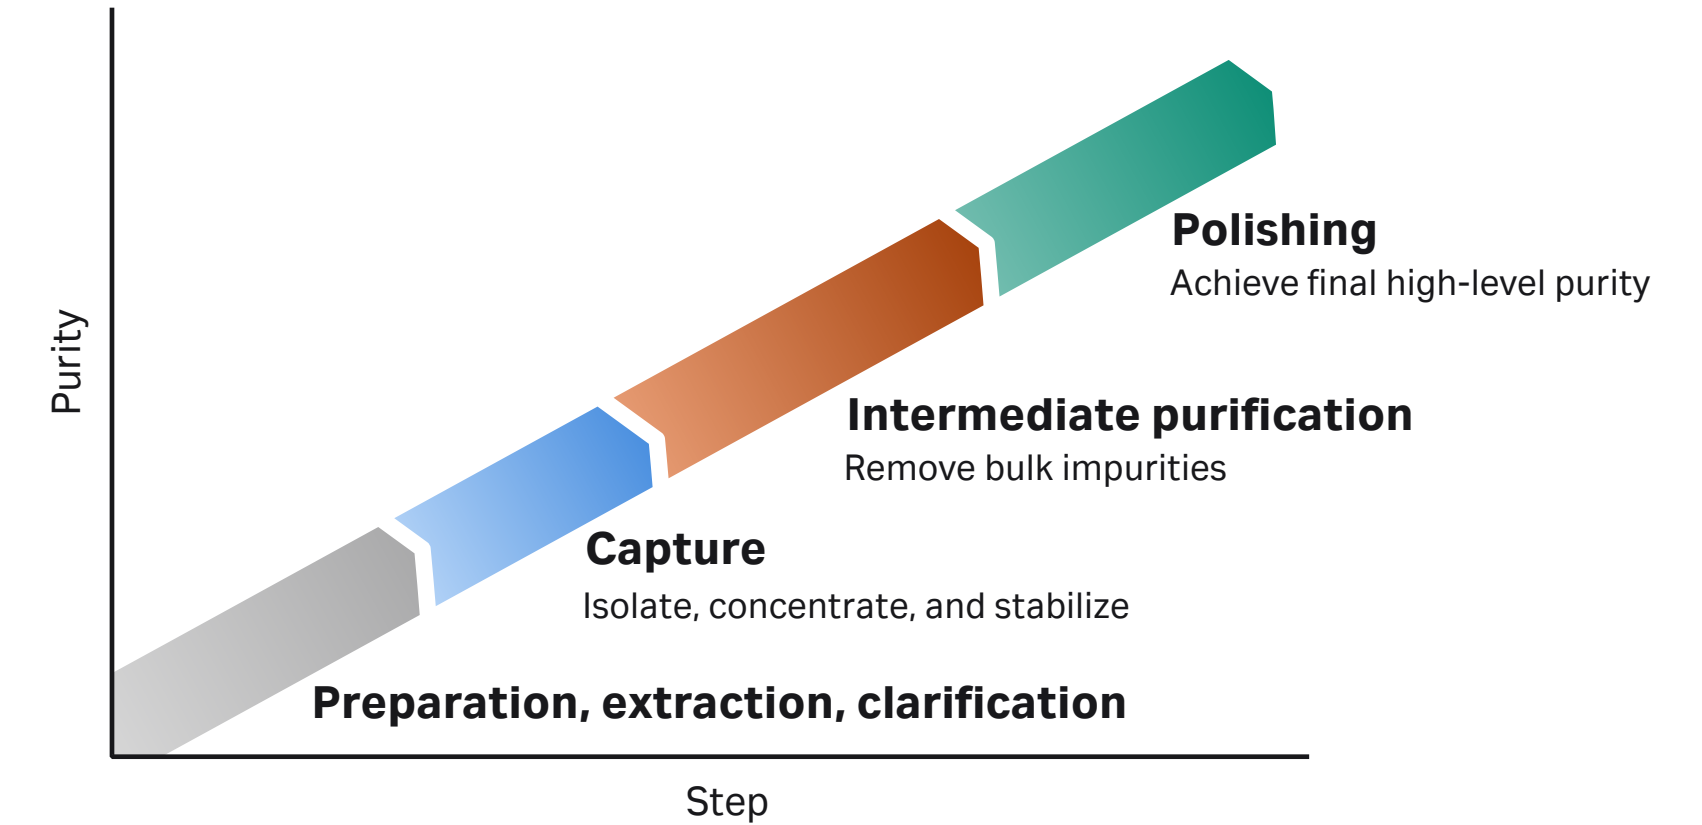 Purity
Polishing
Achieve final high-level purity
Intermediate purification
Remove bulk impurities
Capture
Isolate, concentrate, and stabilize
Preparation, extraction, clarification
Step